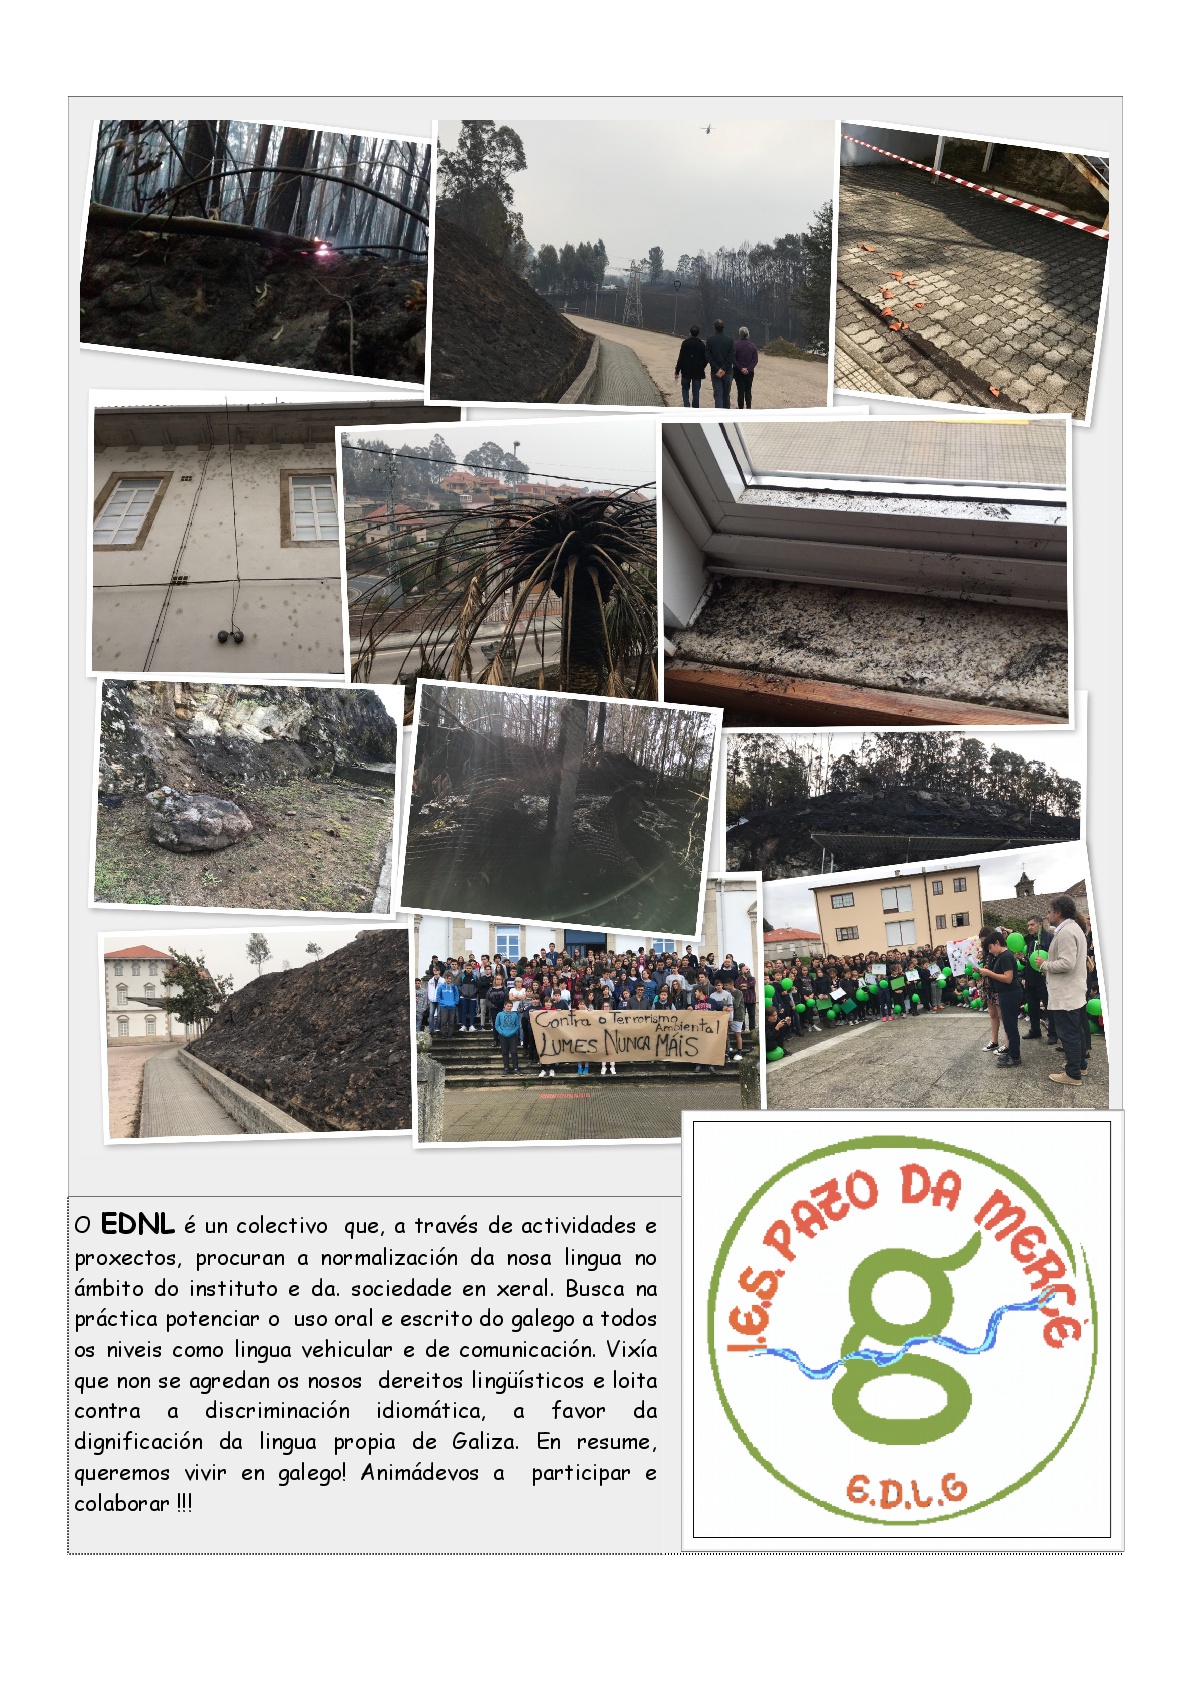 Contra o Terrorismo
Ambiental
LUMES NUNCA MÁIS
O EDNL é un colectivo que, a través de actividades e
proxectos, procuran a normalización da nosa lingua no
ámbito do instituto e da. sociedade en xeral. Busca na
práctica potenciar o uso oral e escrito do galego a todos
os niveis como lingua vehicular e de comunicación. Vixía
que non se agredan os nosos dereitos lingüísticos e loita
contra a discriminación idiomática, a favor da
dignificación da lingua propia de Galiza. En resume,
queremos vivir en galego! Animádevos a participar e
colaborar !!!
I.E.S. PAZO DA MERCÉ
g
E.D.L.G